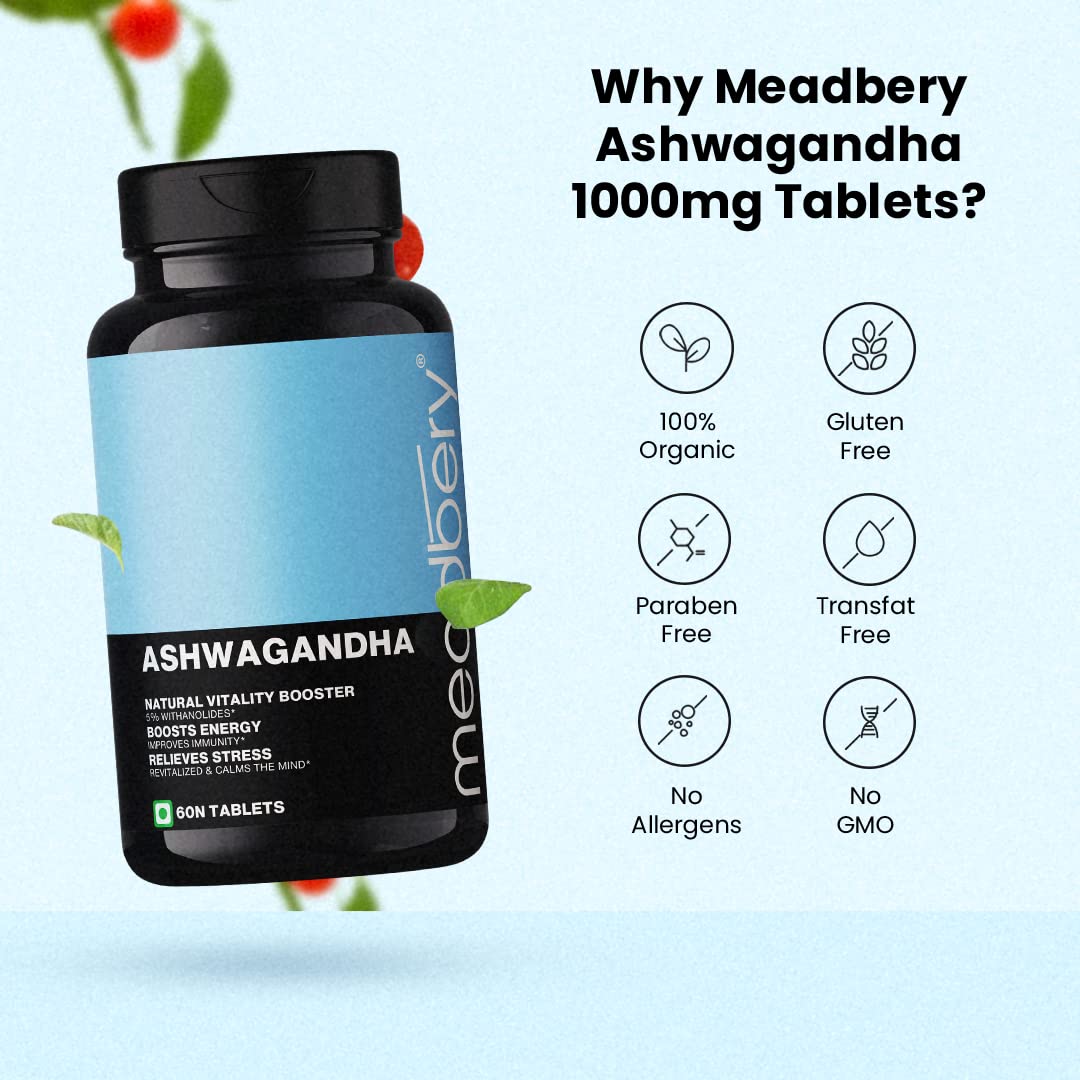 Why Meadbery
Ashwagandha
1000mg Tablets?
100%
Organic
Gluten
Free
Paraben
Free
Transfat
Free
No
Allergens
No
GMO
medbery®
ASHWAGANDHA
NATURAL VITALITY BOOSTER
5% WITHANOLIDES*
BOOSTS ENERGY
IMPROVES IMMUNITY*
RELIEVES STRESS
REVITALIZED & CALMS THE MIND*
60N TABLETS